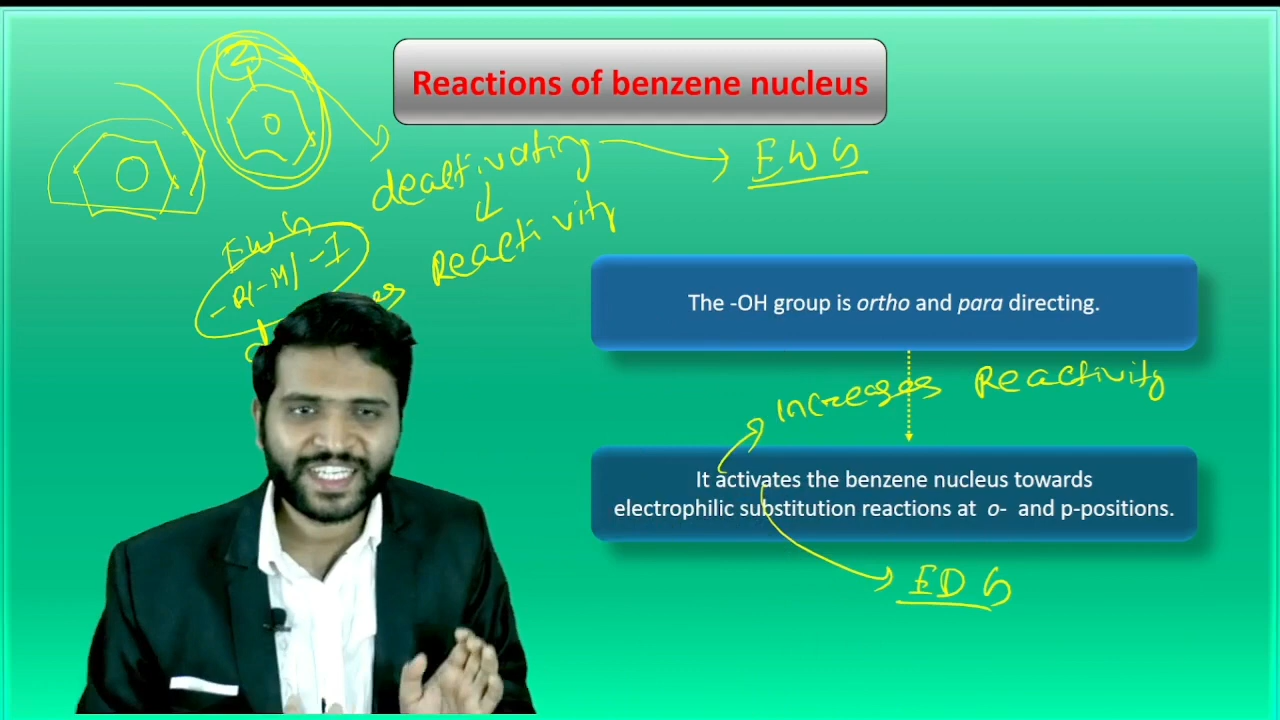 Reactions of benzene nucleus
Z
deactivating
EWG
Reactivity
EWG
-R/-M/-I
The -OH group is ortho and para directing.
increases Reactivity
It activates the benzene nucleus towards
electrophilic substitution reactions at o- and p-positions.
EDG